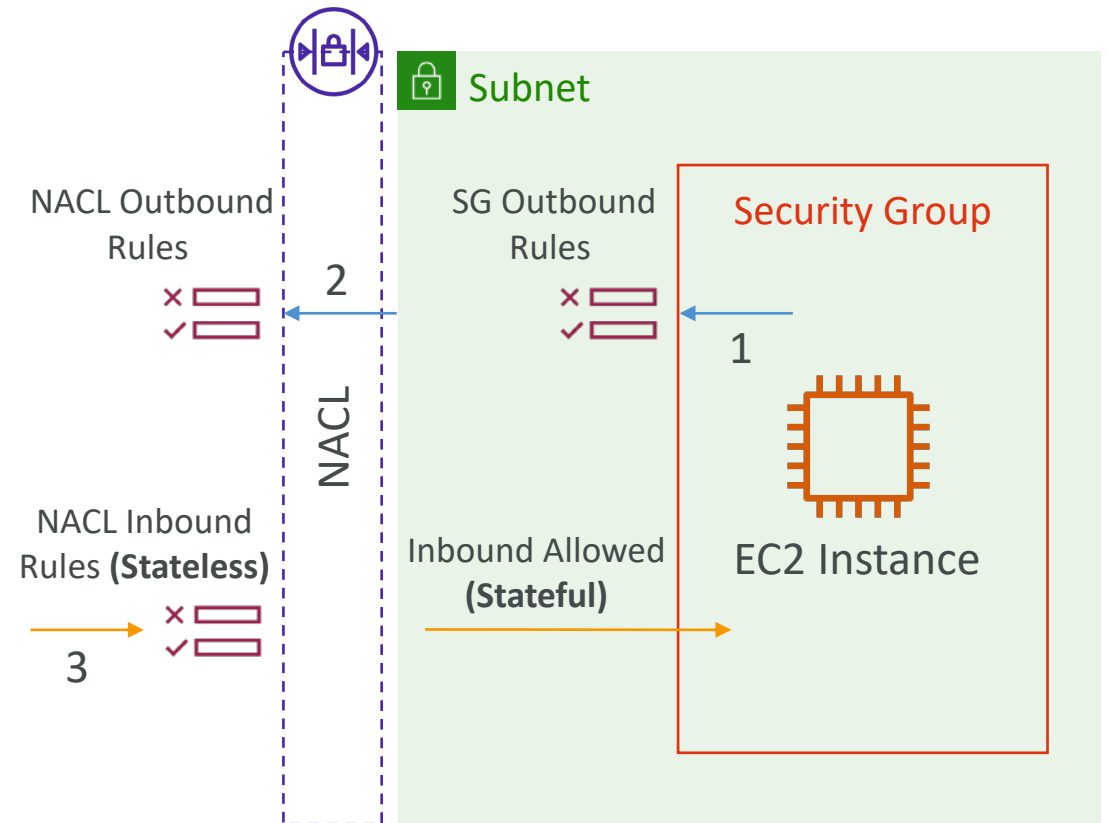 Subnet
NACL Outbound
Rules
SG Outbound
Rules
Security Group
2
1
NACL
NACL Inbound
Rules (Stateless)
Inbound Allowed
(Stateful)
EC2 Instance
3